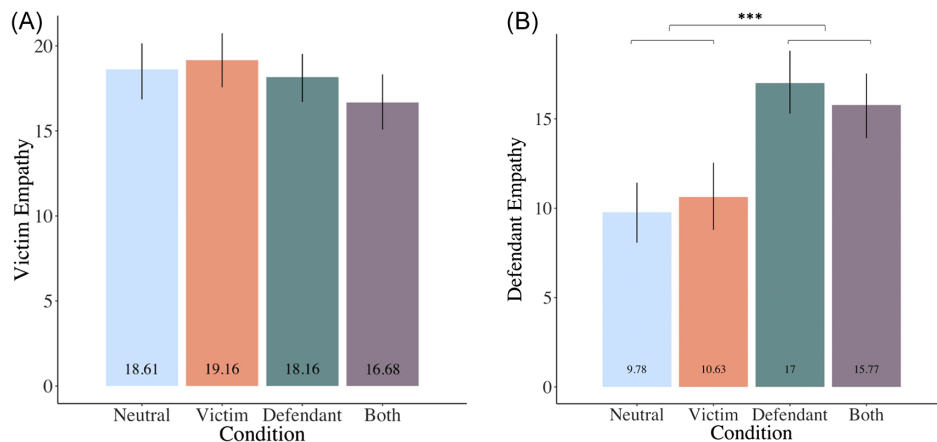 (A)
Victim Empathy
20
15
10
5
0
18.61 19.16 18.16 16.68
Neutral Victim Defendant Both
Condition
(B)
***
Defendant Empathy
15
10
5
0
9.78 10.63 17 15.77
Neutral Victim Defendant Both
Condition